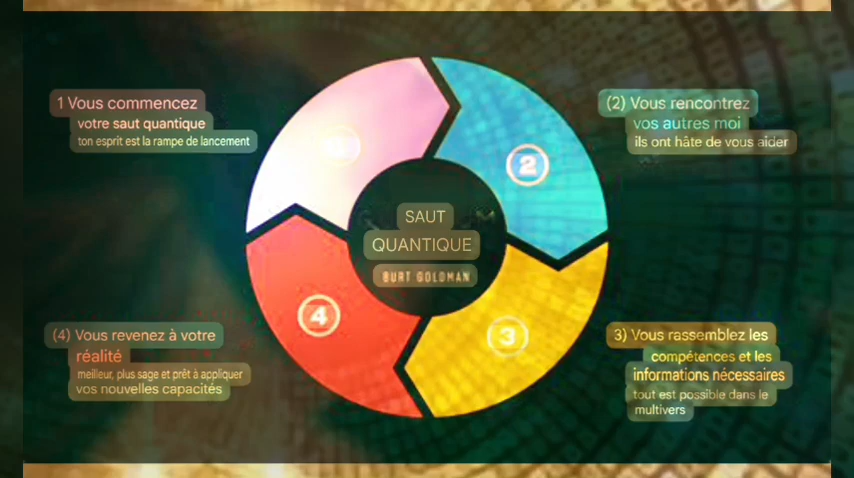 1 Vous commencez
votre saut quantique
ton esprit est la rampe de lancement
(2) Vous rencontrez
vos autres moi
ils ont hâte de vous aider
2
SAUT
QUANTIQUE
BURT GOLDMAN
4
3
(4) Vous revenez à votre
réalité
meilleur, plus sage et prêt à appliquer
vos nouvelles capacités
3) Vous rassemblez les
compétences et les
informations nécessaires
tout est possible dans le
multivers